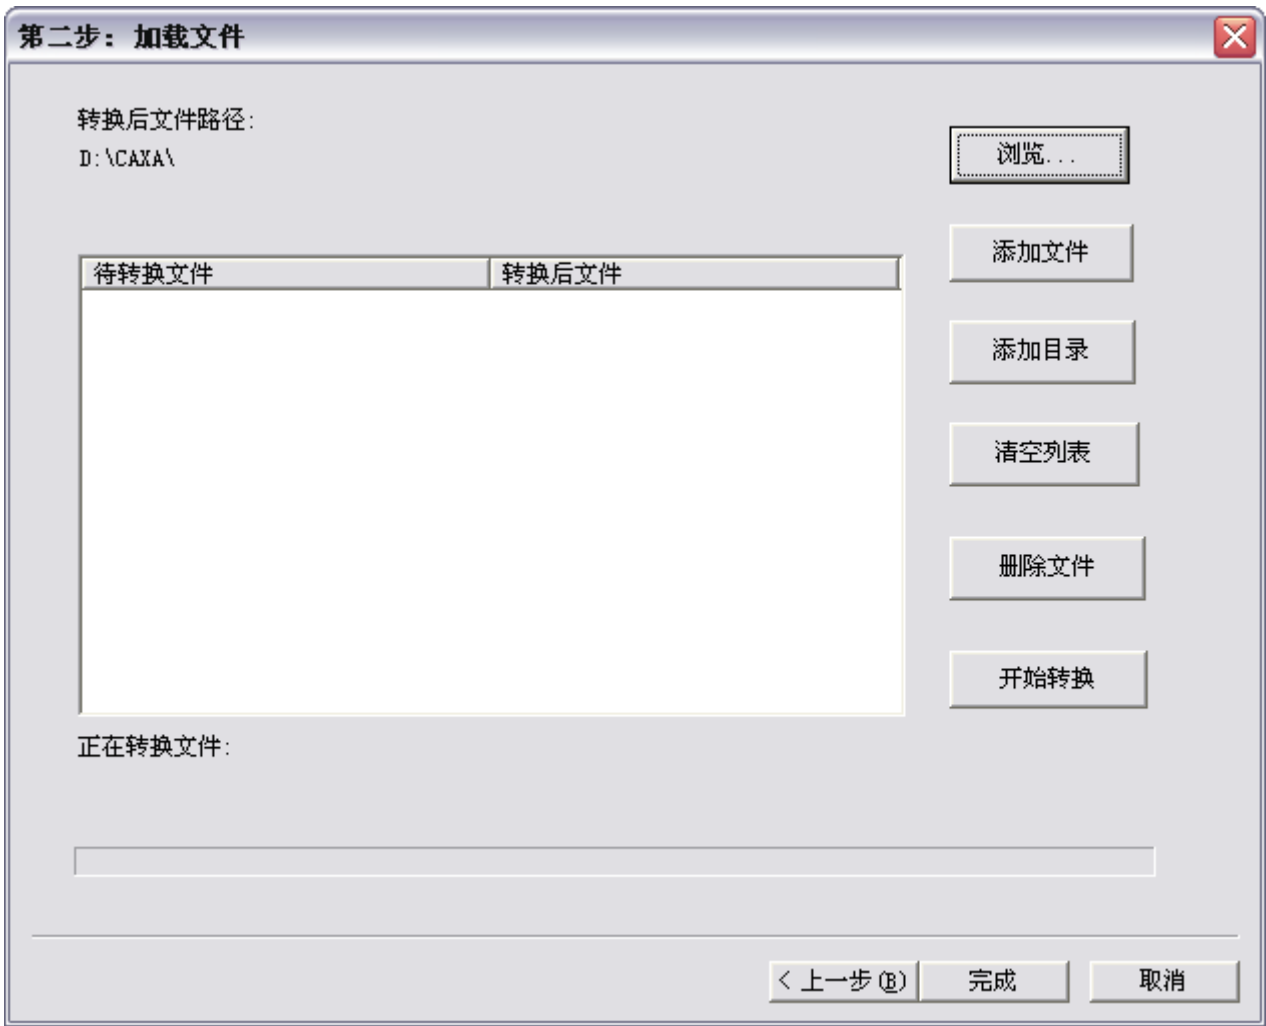 第二步：加载文件
转换后文件路径:
D:\CAXA\
浏览...
添加文件
待转换文件 转换后文件
添加目录
清空列表
删除文件
开始转换
正在转换文件:
< 上一步(B) 完成 取消